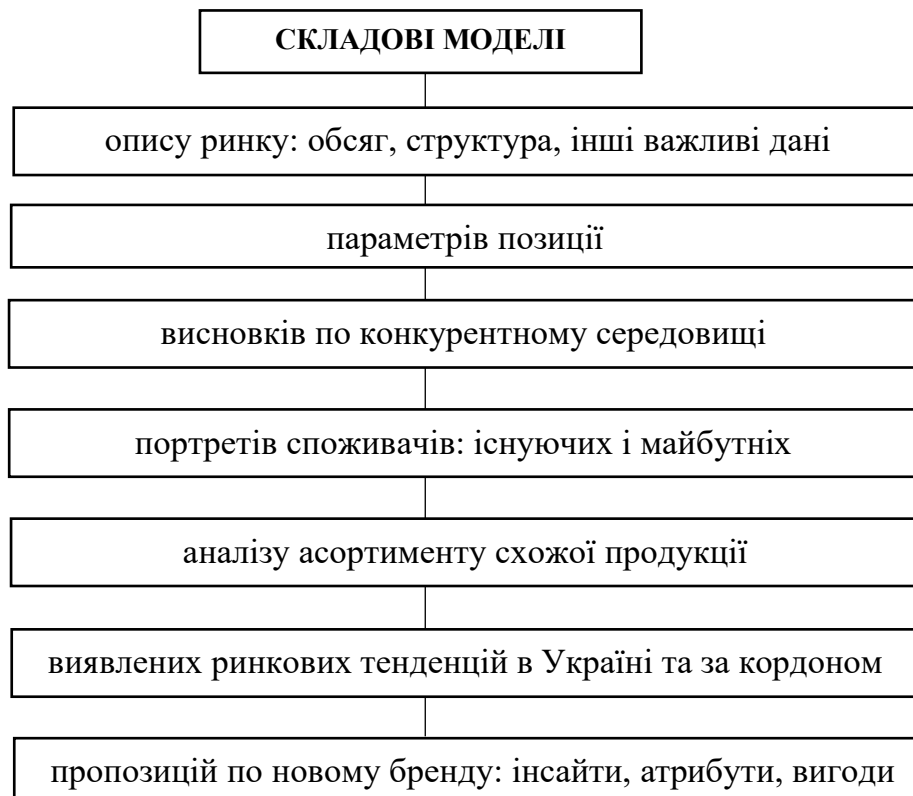 СКЛАДОВІ МОДЕЛІ
опису ринку: обсяг, структура, інші важливі дані
параметрів позиції
висновків по конкурентному середовищі
портретів споживачів: існуючих і майбутніх
аналізу асортименту схожої продукції
виявлених ринкових тенденцій в Україні та за кордоном
пропозицій по новому бренду: інсайти, атрибути, вигоди